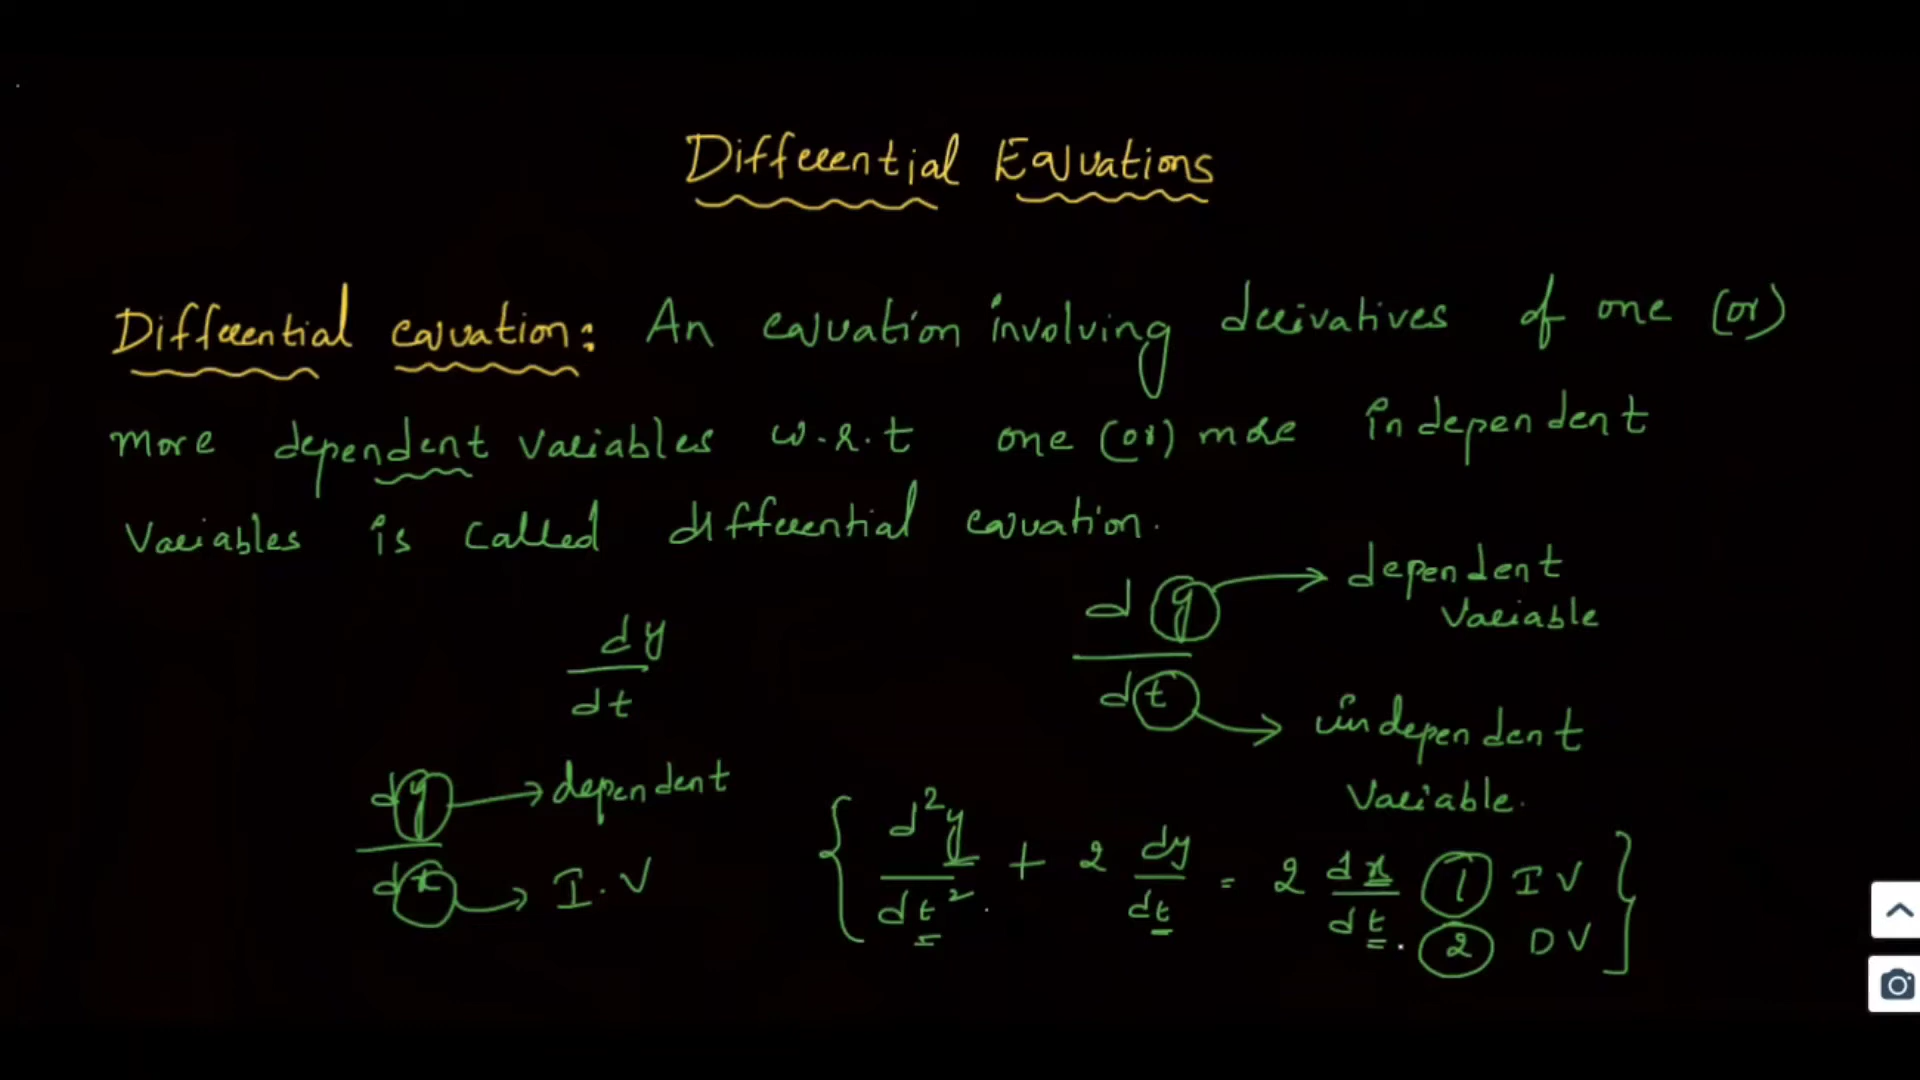 Differential Equations
Differential equation: An equation involving derivatives of one (or)
more dependent variables w.r.t one (or) more independent
variables is called differential equation.
dy/dt
dy/dt
dependent variable
independent variable.
dy/dx
dependent
I.V
{ d²y/dt² + 2 dy/dt = 2 dx/dt. 1 IV 2 DV }